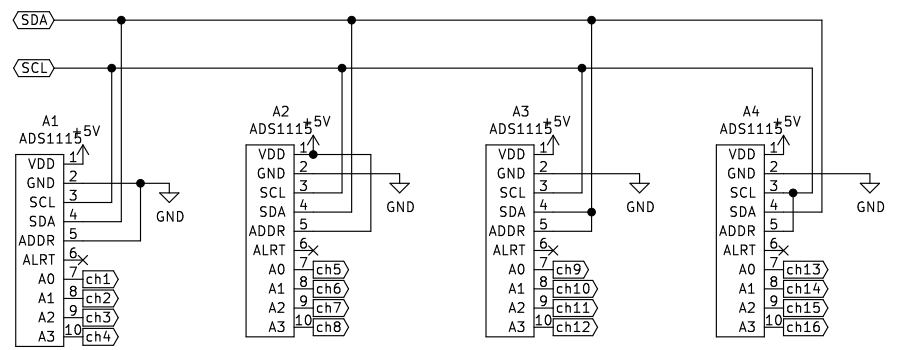 SDA
SCL
A1
ADS1115
+5V
VDD 1
GND 2
SCL 3
SDA 4
ADDR 5
ALRT 6
A0 7 ch1
A1 8 ch2
A2 9 ch3
A3 10 ch4
GND
A2
ADS1115
+5V
VDD 1
GND 2
SCL 3
SDA 4
ADDR 5
ALRT 6
A0 7 ch5
A1 8 ch6
A2 9 ch7
A3 10 ch8
GND
A3
ADS1115
+5V
VDD 1
GND 2
SCL 3
SDA 4
ADDR 5
ALRT 6
A0 7 ch9
A1 8 ch10
A2 9 ch11
A3 10 ch12
GND
A4
ADS1115
+5V
VDD 1
GND 2
SCL 3
SDA 4
ADDR 5
ALRT 6
A0 7 ch13
A1 8 ch14
A2 9 ch15
A3 10 ch16
GND